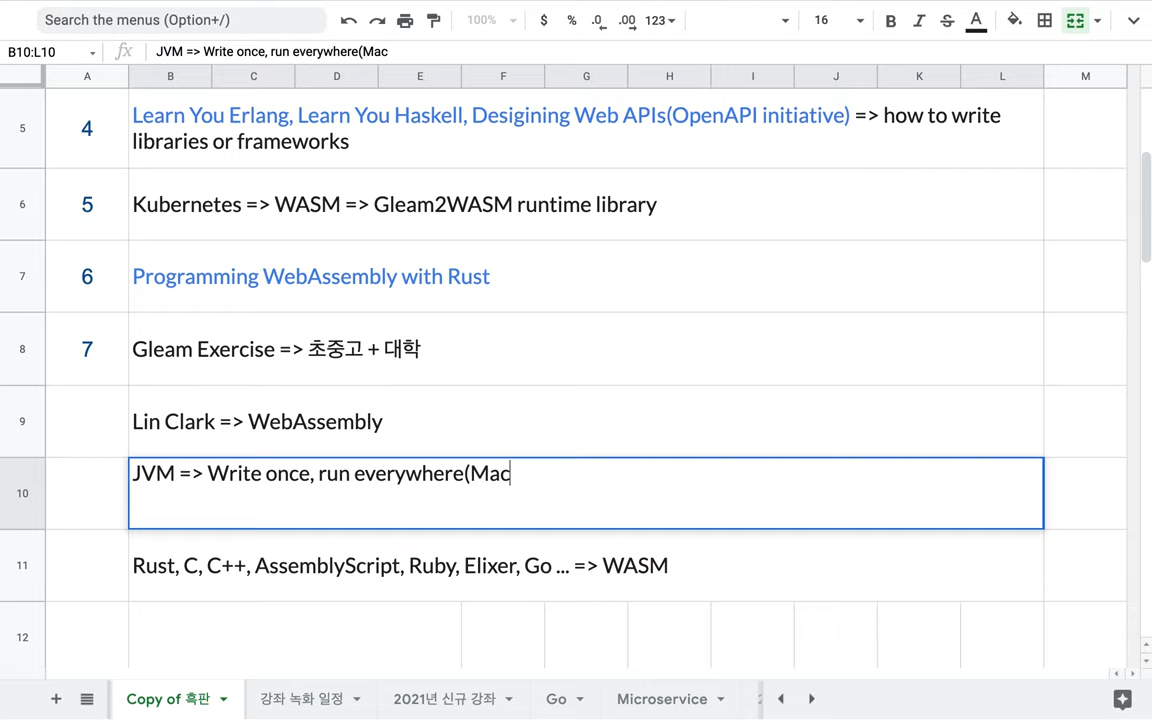 Search the menus (Option+/)
100%
$ % .0 .00 123
16
B I S A
B10:L10
fx JVM => Write once, run everywhere(Mac
A B C D E F G H I J K L M
5 4 Learn You Erlang, Learn You Haskell, Desigining Web APIs(OpenAPI initiative) => how to write
libraries or frameworks
6 5 Kubernetes => WASM => Gleam2WASM runtime library
7 6 Programming WebAssembly with Rust
8 7 Gleam Exercise => 초중고 + 대학
9 Lin Clark => WebAssembly
10 JVM => Write once, run everywhere(Mac
11 Rust, C, C++, AssemblyScript, Ruby, Elixer, Go ... => WASM
12
+ Copy of 흑판 강좌 녹화 일정 2021년 신규 강좌 Go Microservice